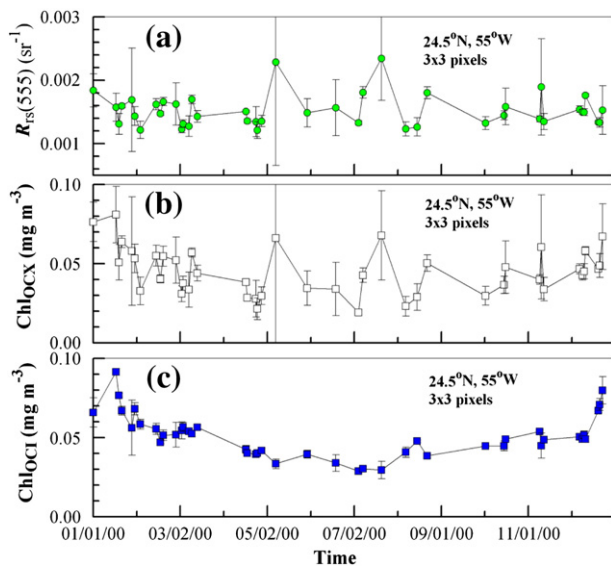 0.003
0.002
0.001
Rrs(555) (sr-1)
(a)
24.5°N, 55°W
3x3 pixels
0.10
0.05
0.00
ChlOCX (mg m-3)
(b)
24.5°N, 55°W
3x3 pixels
0.10
0.05
0.00
ChlOCI (mg m-3)
(c)
24.5°N, 55°W
3x3 pixels
01/01/00 03/02/00 05/02/00 07/02/00 09/01/00 11/01/00
Time